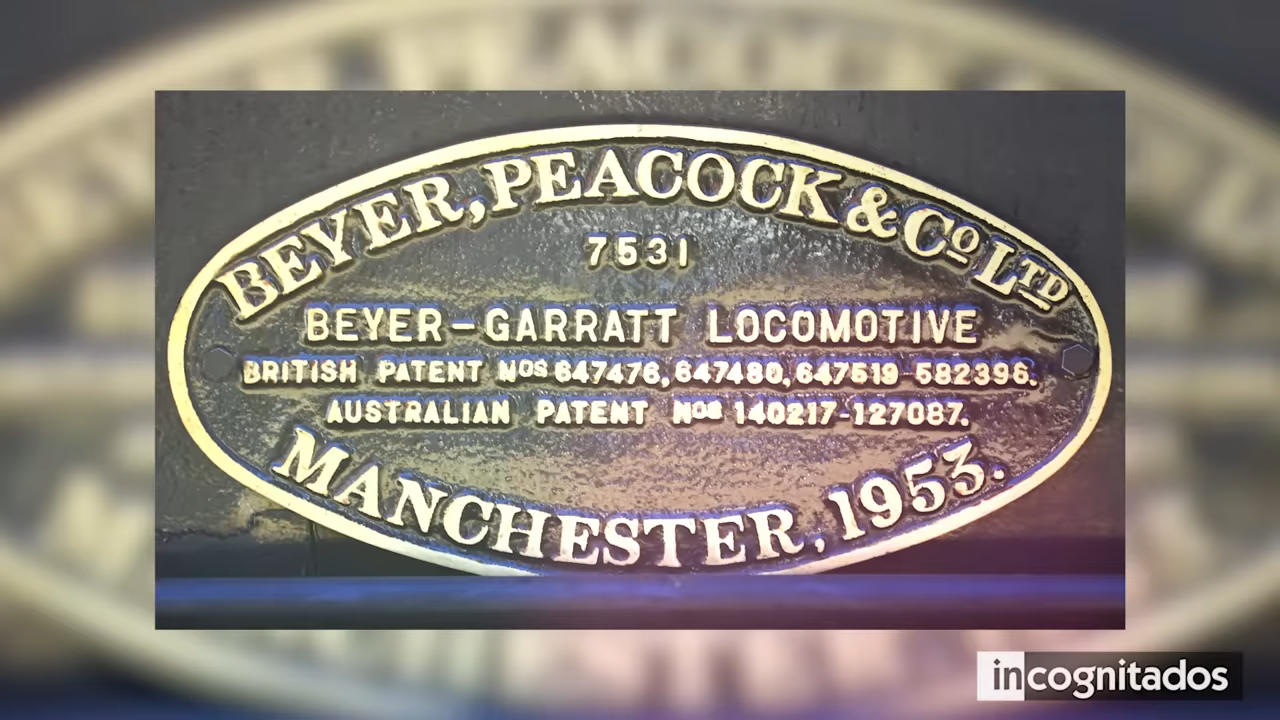 BEYER, PEACOCK & Cº LTD
7531
BEYER-GARRATT LOCOMOTIVE
BRITISH PATENT Nos 647476, 647480, 647519-582396.
AUSTRALIAN PATENT Nos 140217-127087.
MANCHESTER, 1953.
incognitados